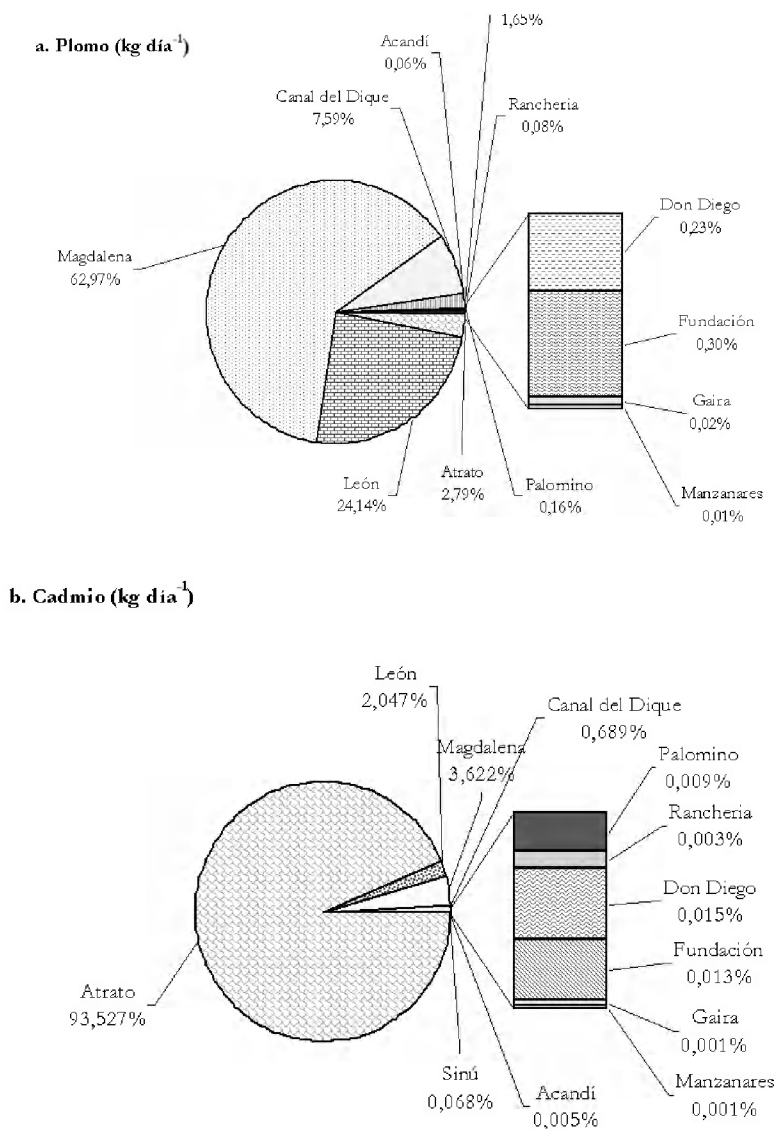 a. Plomo (kg día⁻¹)
1,65%
Acandí
0,06%
Canal del Dique
7,59%
Rancheria
0,08%
Magdalena
62,97%
Don Diego
0,23%
Fundación
0,30%
Gaira
0,02%
Manzanares
0,01%
León
24,14%
Atrato
2,79%
Palomino
0,16%
b. Cadmio (kg día⁻¹)
León
2,047%
Canal del Dique
0,689%
Magdalena
3,622%
Palomino
0,009%
Rancheria
0,003%
Don Diego
0,015%
Fundación
0,013%
Gaira
0,001%
Manzanares
0,001%
Atrato
93,527%
Sinú
0,068%
Acandí
0,005%